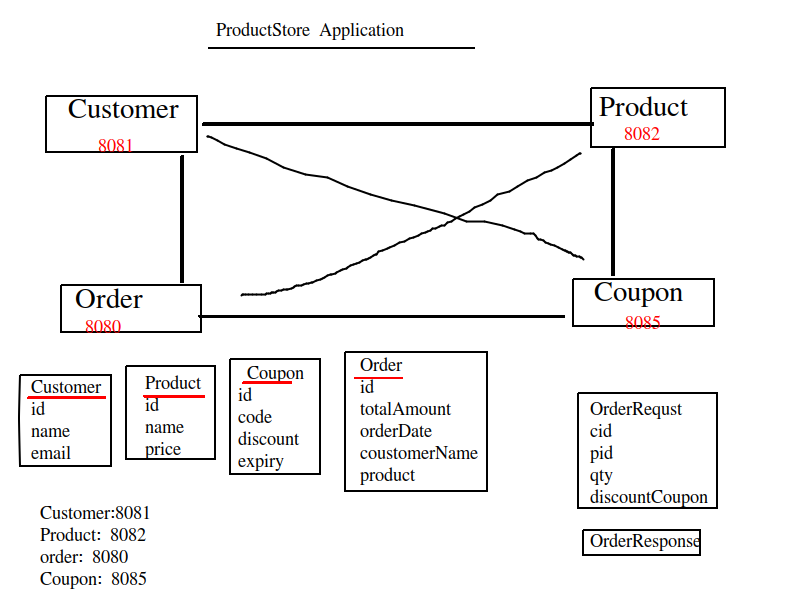 ProductStore Application
Customer
8081
Product
8082
Order
8080
Coupon
8085
Customer
id
name
email
Product
id
name
price
Coupon
id
code
discount
expiry
Order
id
totalAmount
orderDate
coustomerName
product
OrderRequst
cid
pid
qty
discountCoupon
OrderResponse
Customer:8081
Product: 8082
order: 8080
Coupon: 8085